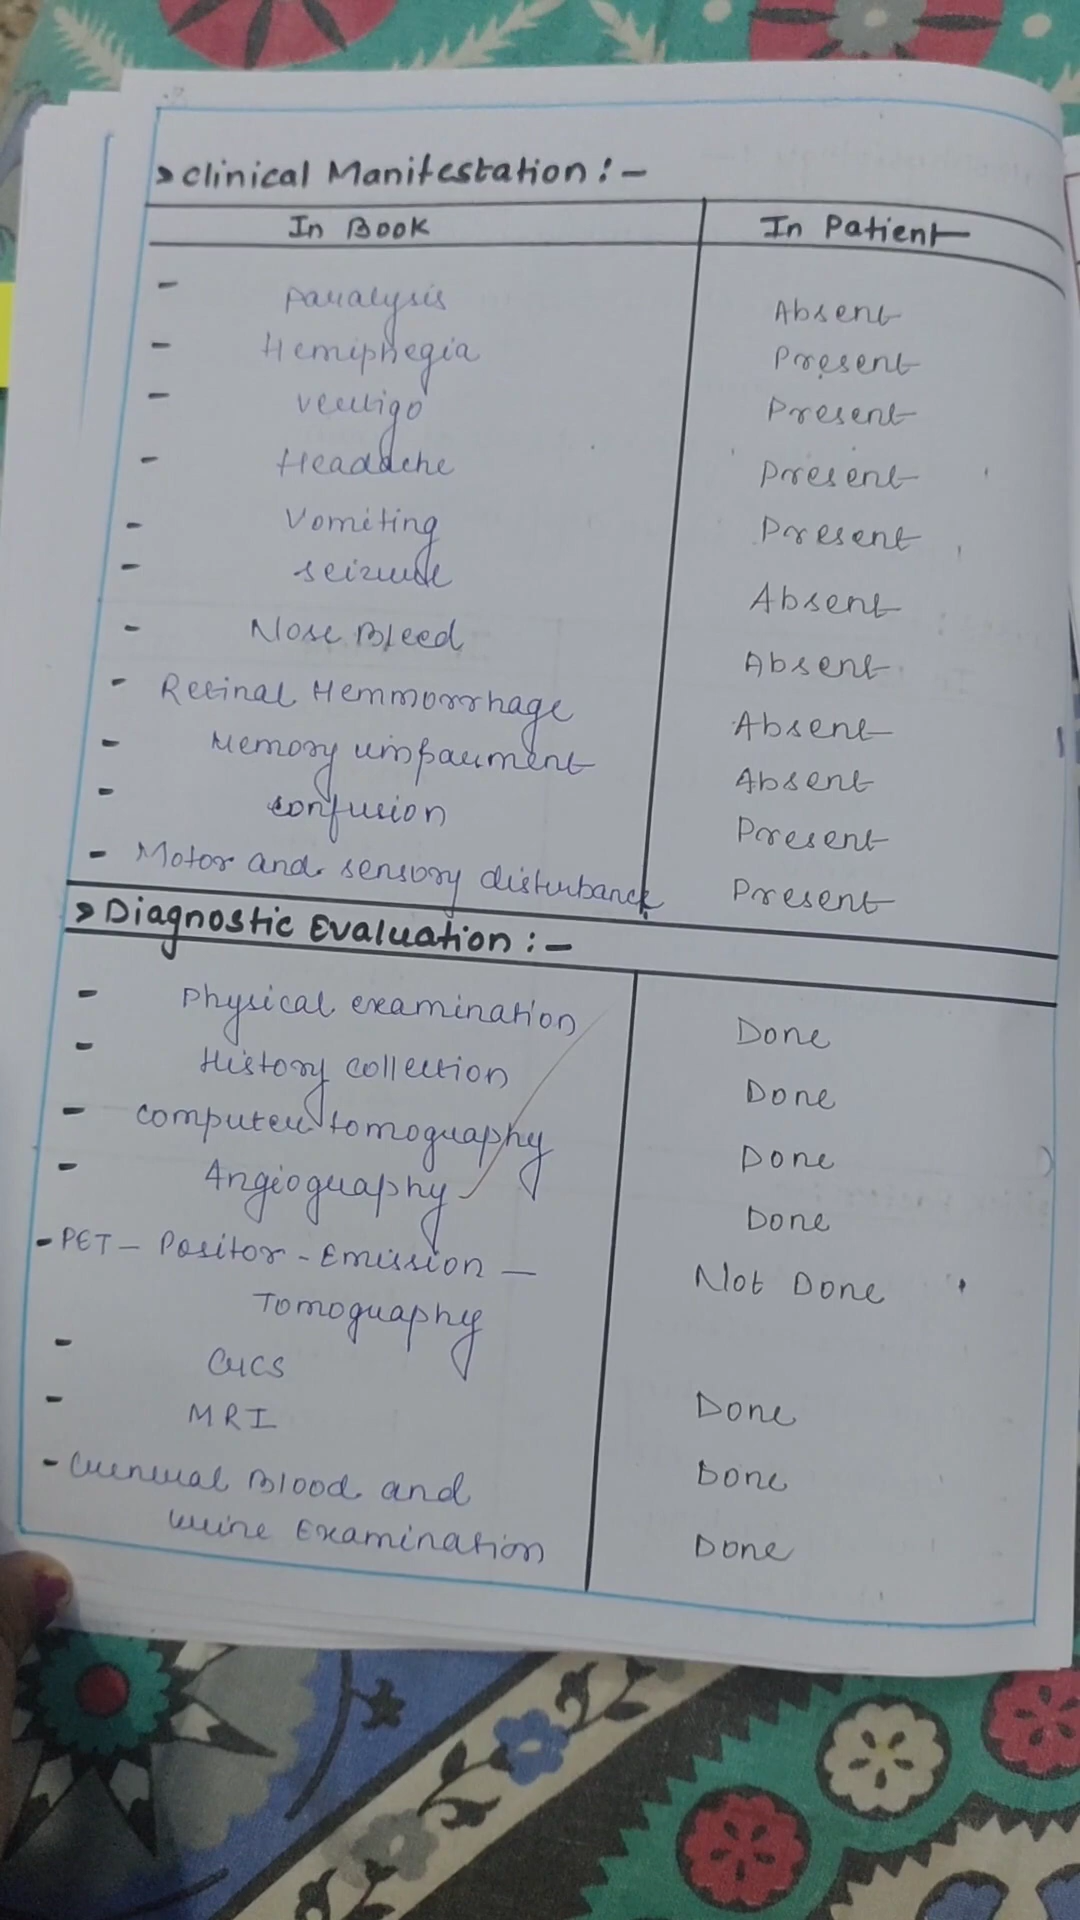 > Clinical Manifestation :-
In Book In Patient
- Paralysis Absent
- Hemiphegia Present
- Vertigo Present
- Headache Present
- Vomiting Present
- Seizure Absent
- Nose Bleed Absent
- Retinal Hemmorrhage Absent
- Memory impairment Absent
- confusion Present
- Motor and sensory disturbance Present
> Diagnostic Evaluation :-
- Physical examination Done
- History collection Done
- computer tomography Done
- Angiography Done
- PET - Positor - Emission - Not Done
Tomography
- GCS Done
- MRI Done
- General Blood and
urine Examination Done